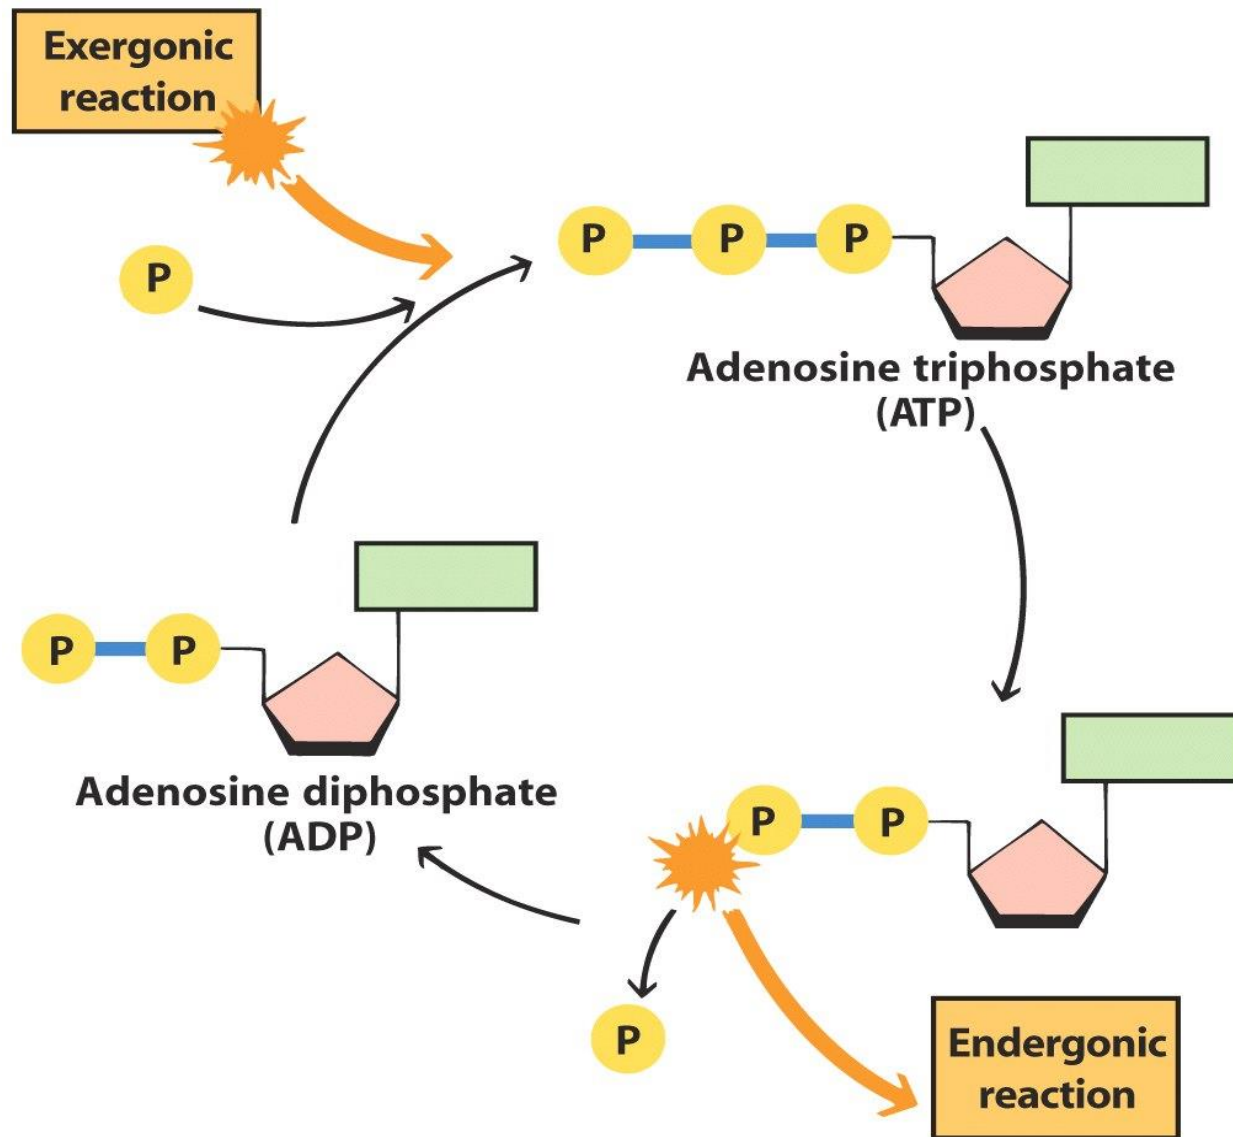 Exergonic
reaction
P P P
P
Adenosine triphosphate
(ATP)
P P
Adenosine diphosphate
(ADP)
P P
P
Endergonic
reaction